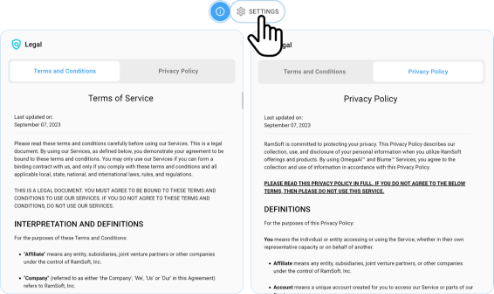 SETTINGS
Legal
Terms and Conditions
Privacy Policy
Terms of Service
Last updated on:
September 07, 2023
Please read these terms and conditions carefully before using our Services. This is a legal
document. By using our Services, as defined below, you demonstrate your agreement to be
bound to these terms and conditions. You may only use our Services if you can form a
binding contract with us, and only if you comply with these terms and conditions and all
applicable local, state, national, and international laws, rules, and regulations.
THIS IS A LEGAL DOCUMENT. YOU MUST AGREE TO BE BOUND TO THESE TERMS AND
CONDITIONS TO USE OUR SERVICES. IF YOU DO NOT AGREE TO THESE TERMS AND
CONDITIONS, DO NOT USE OUR SERVICES.
INTERPRETATION AND DEFINITIONS
For the purposes of these Terms and Conditions:
• "Affiliate" means any entity, subsidiaries, joint venture partners or other companies
under the control of RamSoft, Inc.
• "Company" (referred to as either 'the Company', 'We', 'Us' or 'Our' in this Agreement)
refers to RamSoft, Inc.
gal
Terms and Conditions
Privacy Policy
Privacy Policy
Last updated on:
September 07, 2023
RamSoft is committed to protecting your privacy. This Privacy Policy describes our
collection, use, and disclosure of your personal information when you utilize RamSoft
offerings and products. By using OmegaAI™ and Blume™ Services, you agree to the
collection and use of information in accordance with this Privacy Policy.
PLEASE READ THIS PRIVACY POLICY IN FULL. IF YOU DO NOT AGREE TO THE BELOW
TERMS, THEN PLEASE DO NOT USE THIS SERVICE.
DEFINITIONS
For the purposes of this Privacy Policy:
You means the individual or entity accessing or using the Service, whether in their own
representative capacity or on behalf of another.
• Affiliate means any entity, subsidiaries, joint venture partners, or other companies
under the control of RamSoft, Inc.
• Account means a unique account created for you to access our Service or parts of our